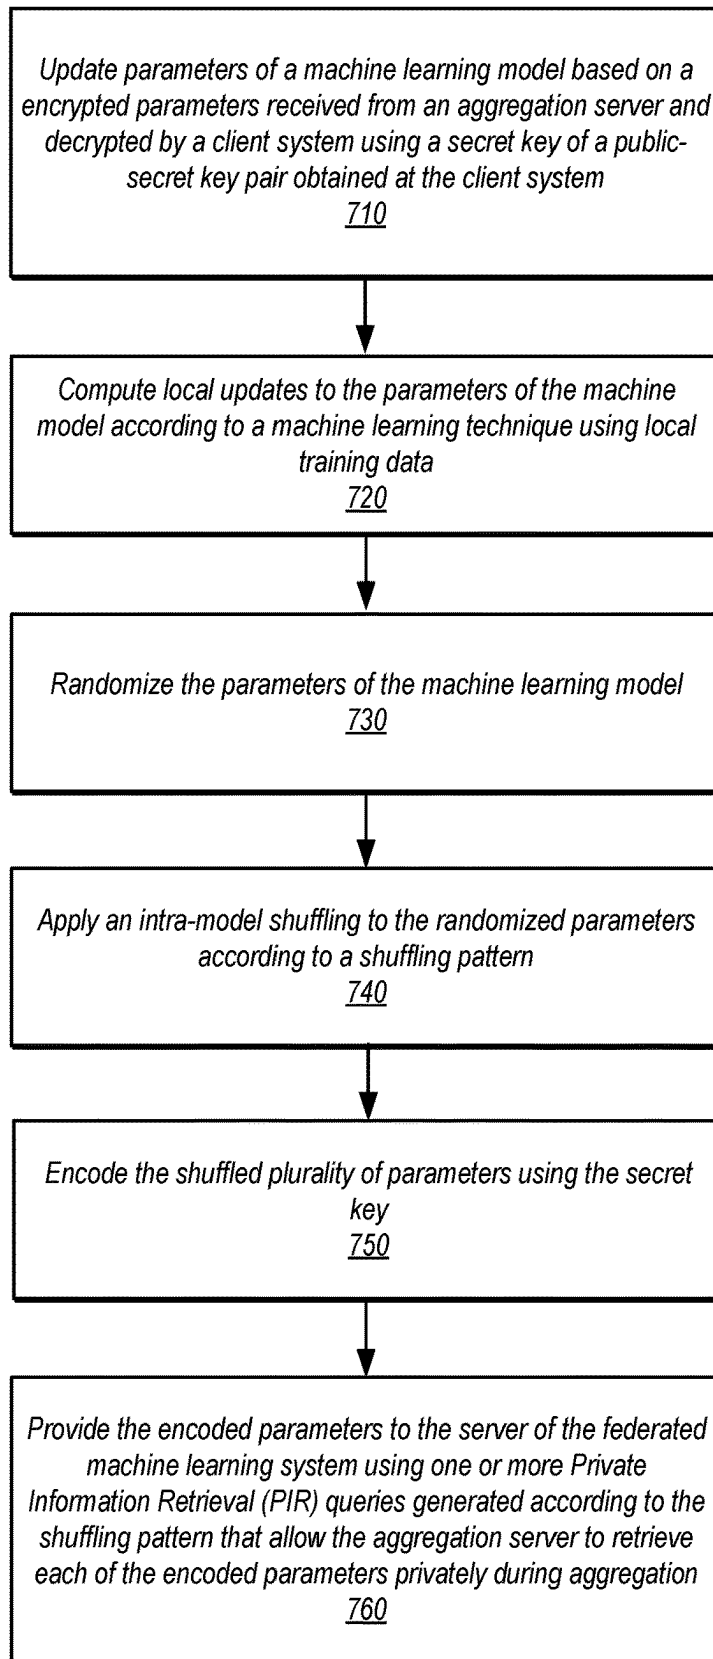 Update parameters of a machine learning model based on a
encrypted parameters received from an aggregation server and
decrypted by a client system using a secret key of a public-
secret key pair obtained at the client system
710
Compute local updates to the parameters of the machine
model according to a machine learning technique using local
training data
720
Randomize the parameters of the machine learning model
730
Apply an intra-model shuffling to the randomized parameters
according to a shuffling pattern
740
Encode the shuffled plurality of parameters using the secret
key
750
Provide the encoded parameters to the server of the federated
machine learning system using one or more Private
Information Retrieval (PIR) queries generated according to the
shuffling pattern that allow the aggregation server to retrieve
each of the encoded parameters privately during aggregation
760